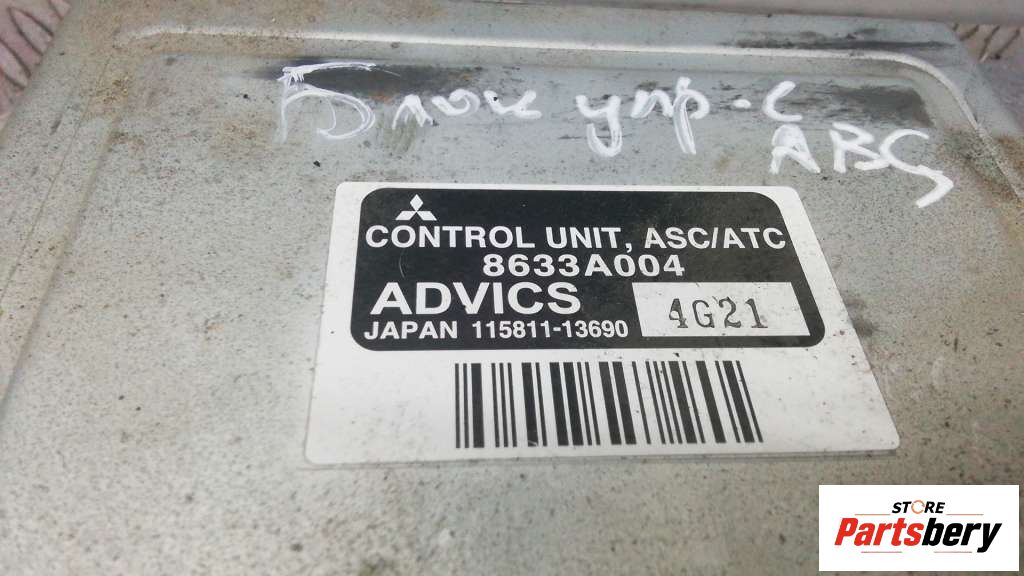 Блок упр-с
ABS
CONTROL UNIT, ASC/ATC
8633A004
ADVICS
4G21
JAPAN 115811-13690
STORE
Partsbery